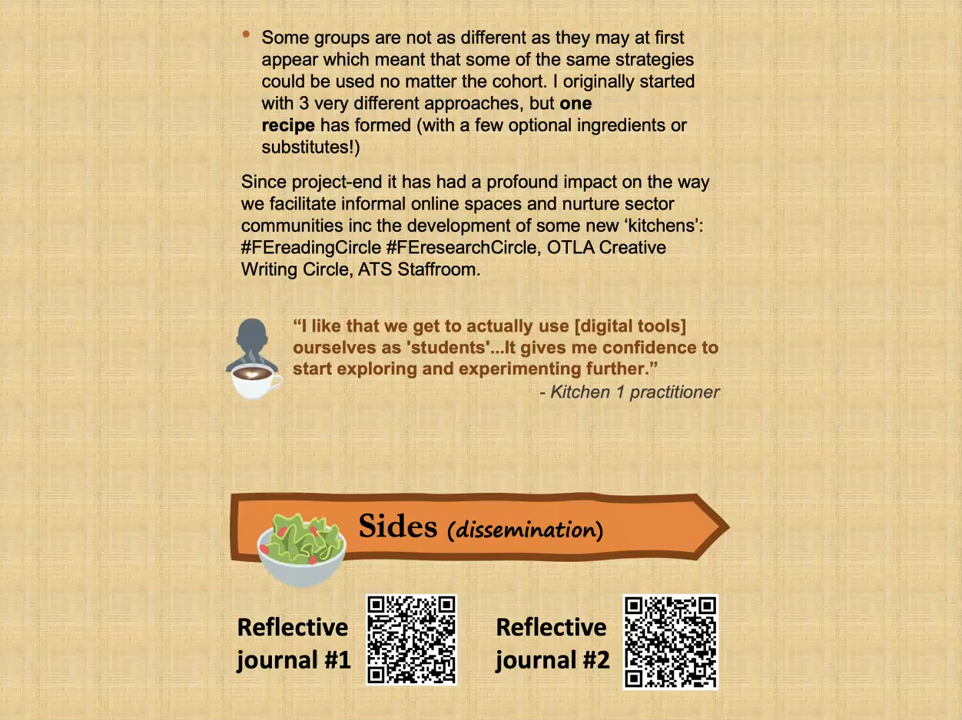 • Some groups are not as different as they may at first
appear which meant that some of the same strategies
could be used no matter the cohort. I originally started
with 3 very different approaches, but one
recipe has formed (with a few optional ingredients or
substitutes!)
Since project-end it has had a profound impact on the way
we facilitate informal online spaces and nurture sector
communities inc the development of some new ‘kitchens’:
#FEreadingCircle #FEresearchCircle, OTLA Creative
Writing Circle, ATS Staffroom.
“I like that we get to actually use [digital tools]
ourselves as 'students'...It gives me confidence to
start exploring and experimenting further.”
- Kitchen 1 practitioner
Sides (dissemination)
Reflective
journal #1
Reflective
journal #2